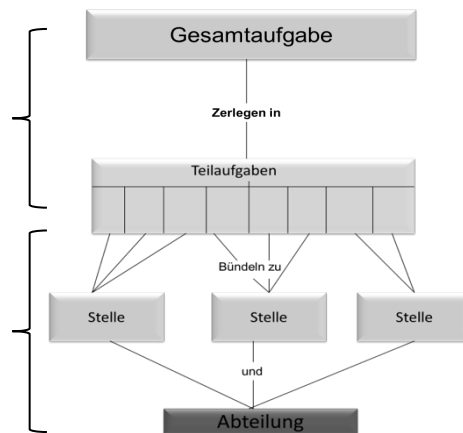 Gesamtaufgabe
Zerlegen in
Teilaufgaben
Bündeln zu
Stelle
Stelle
Stelle
und
Abteilung